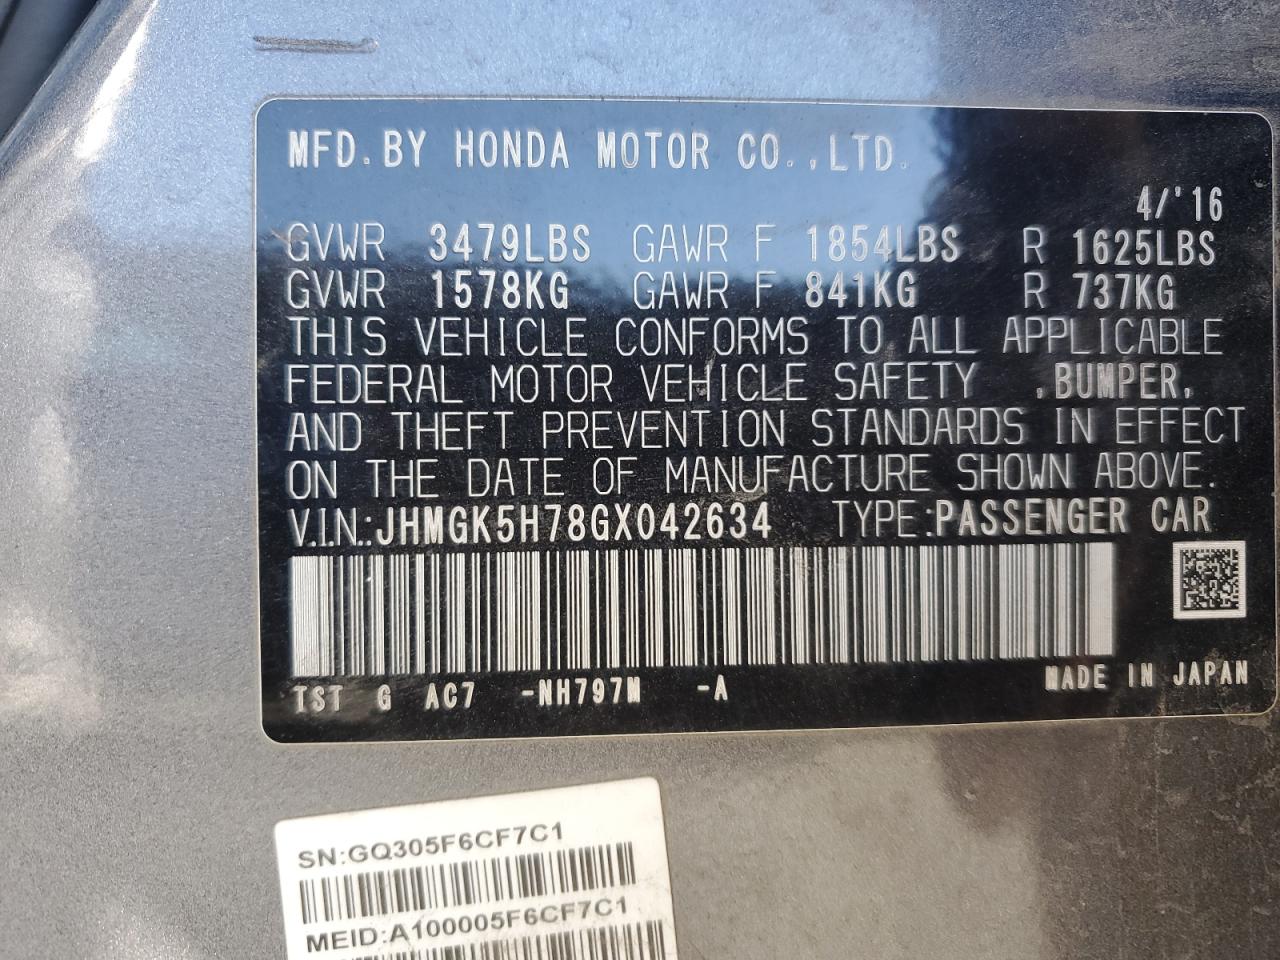 MFD.BY HONDA MOTOR CO.,LTD.
4/'16
GVWR 3479LBS GAWR F 1854LBS R 1625LBS
GVWR 1578KG GAWR F 841KG R 737KG
THIS VEHICLE CONFORMS TO ALL APPLICABLE
FEDERAL MOTOR VEHICLE SAFETY ,BUMPER,
AND THEFT PREVENTION STANDARDS IN EFFECT
ON THE DATE OF MANUFACTURE SHOWN ABOVE.
V.I.N.:JHMGK5H78GX042634 TYPE:PASSENGER CAR
TST G AC7 -NH797M -A
MADE IN JAPAN
SN:GQ305F6CF7C1
MEID:A100005F6CF7C1